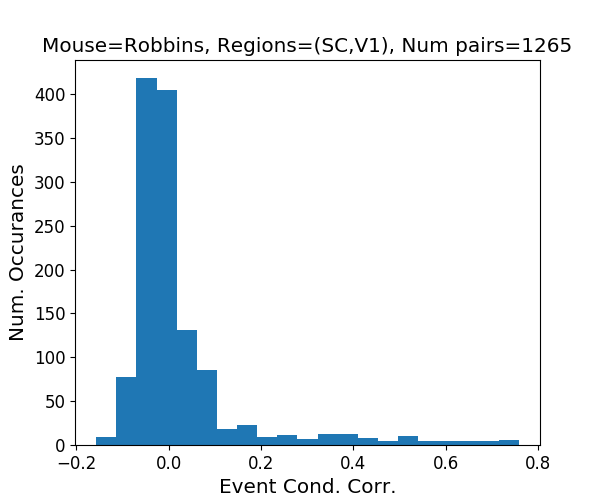 Mouse=Robbins, Regions=(SC,V1), Num pairs=1265
Num. Occurances
400
350
300
250
200
150
100
50
0
−0.2 0.0 0.2 0.4 0.6 0.8
Event Cond. Corr.